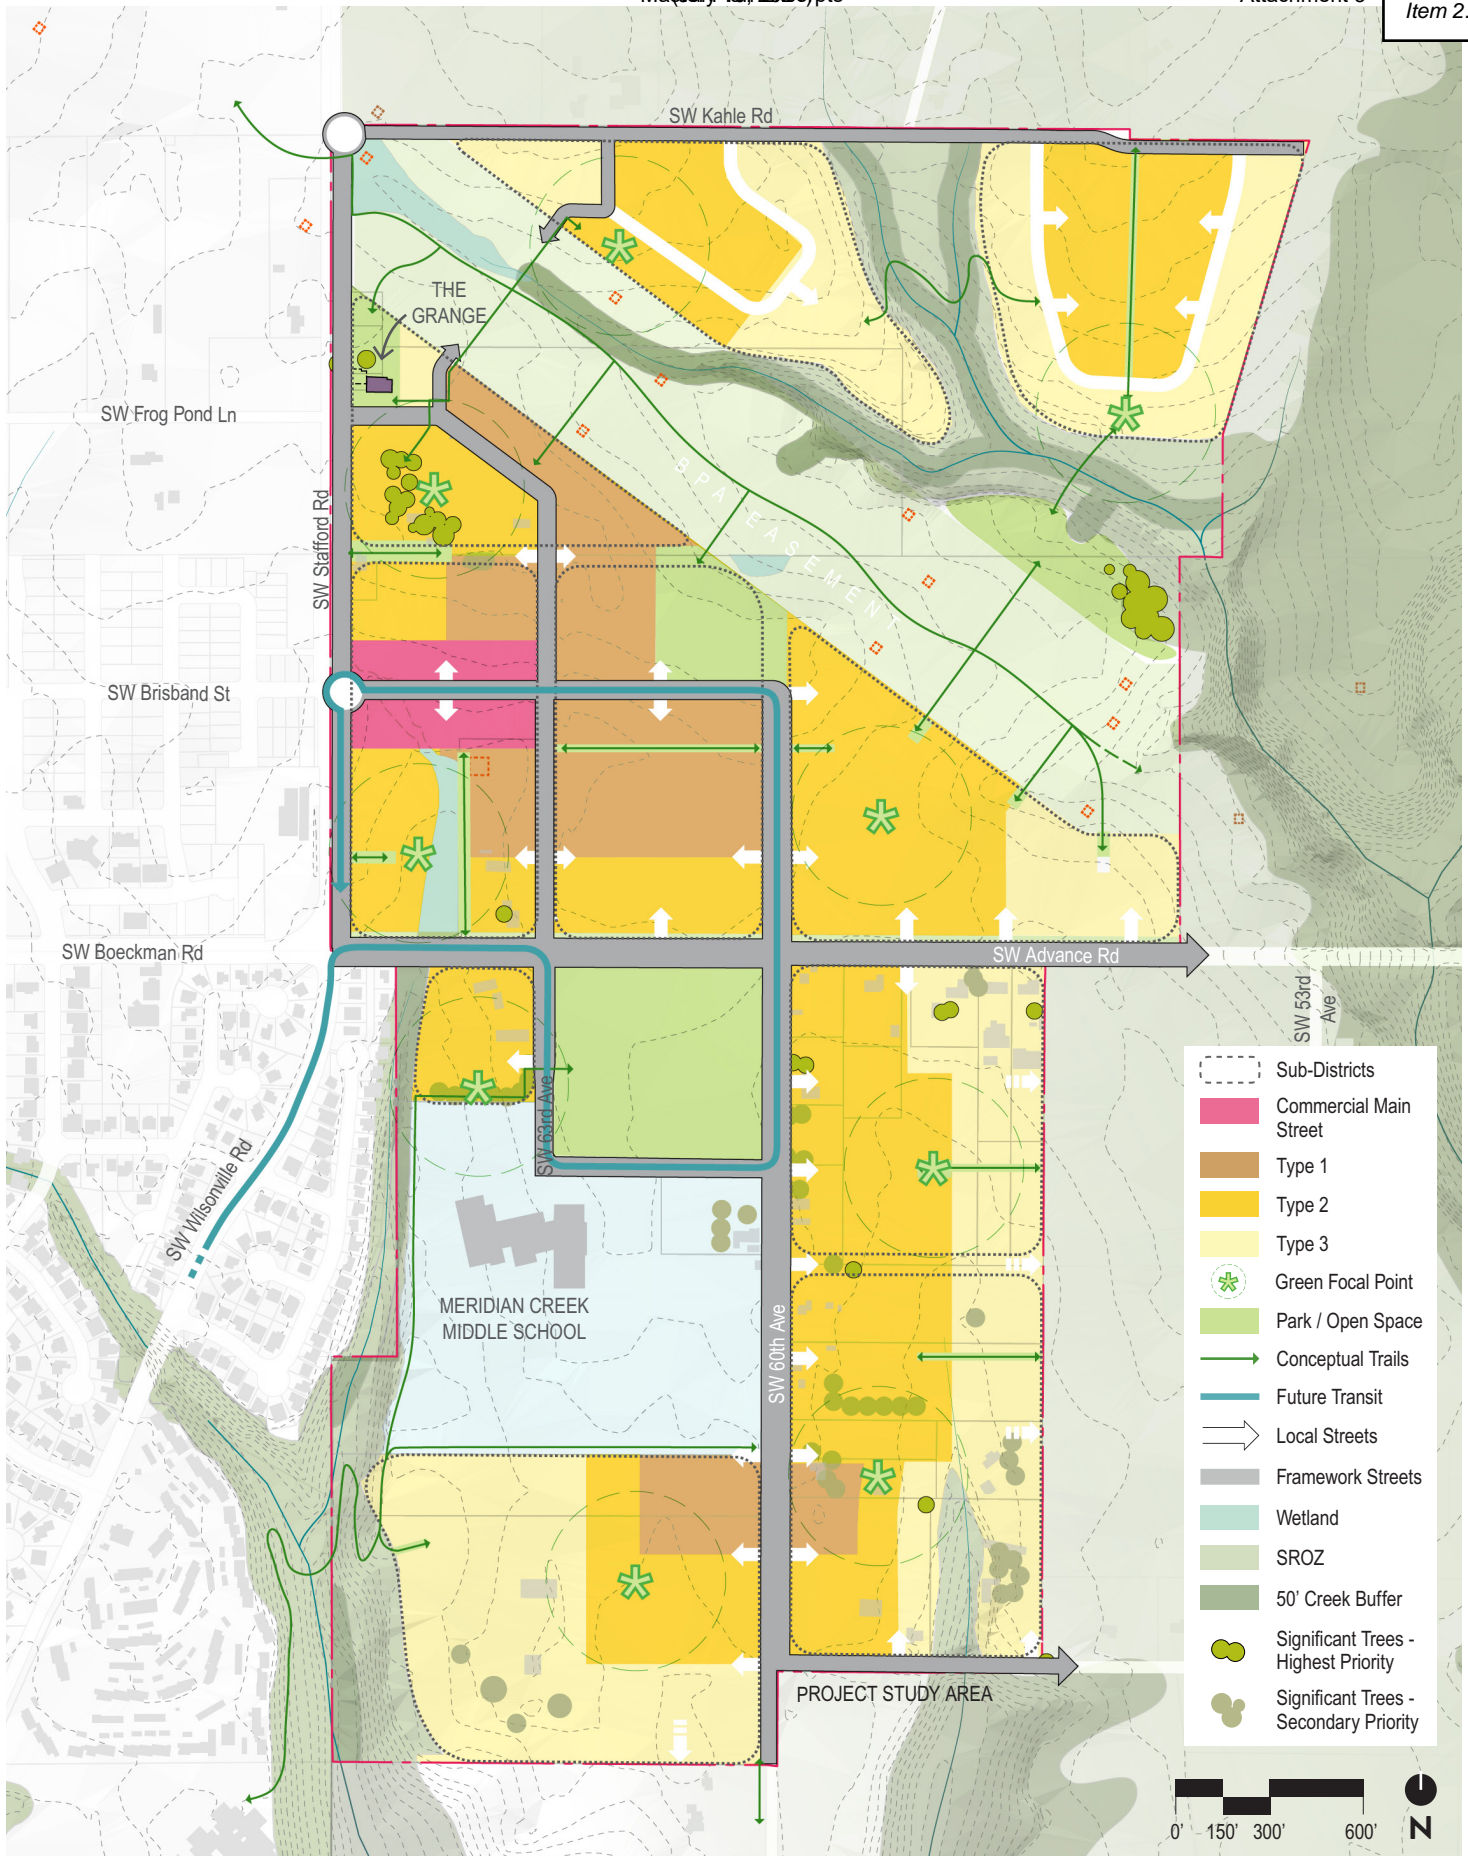 Attachment
Item 2.
SW Kahle Rd
THE
GRANGE
SW Frog Pond Ln
SW Stafford Rd
BPA EASEMENT
SW Brisband St
SW Boeckman Rd
SW Advance Rd
SW 53rd
Ave
SW 63rd Ave
SW Wilsonville Rd
MERIDIAN CREEK
MIDDLE SCHOOL
SW 60th Ave
PROJECT STUDY AREA
Sub-Districts
Commercial Main
Street
Type 1
Type 2
Type 3
Green Focal Point
Park / Open Space
Conceptual Trails
Future Transit
Local Streets
Framework Streets
Wetland
SROZ
50' Creek Buffer
Significant Trees -
Highest Priority
Significant Trees -
Secondary Priority
0' 150' 300' 600'
N